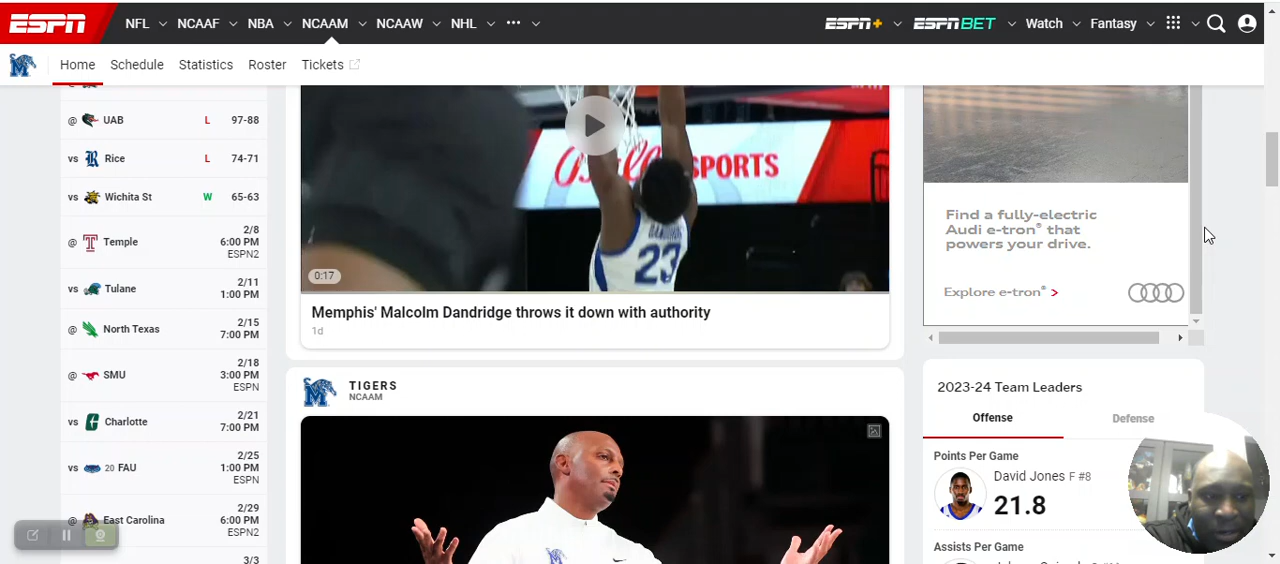 ESPN NFL NCAAF NBA NCAAM NCAAW NHL ••• ESPN+ ESPN BET Watch Fantasy
Home Schedule Statistics Roster Tickets
@ UAB L 97-88
vs Rice L 74-71
vs Wichita St W 65-63
@ Temple 2/8
6:00 PM
ESPN2
vs Tulane 2/11
1:00 PM
@ North Texas 2/15
7:00 PM
@ SMU 2/18
3:00 PM
ESPN
vs Charlotte 2/21
7:00 PM
vs 20 FAU 2/25
1:00 PM
ESPN
@ East Carolina 2/29
6:00 PM
ESPN2
3/3
SPORTS
DANDRIDGE
23
0:17
Memphis' Malcolm Dandridge throws it down with authority
1d
TIGERS
NCAAM
Find a fully-electric
Audi e-tron® that
powers your drive.
Explore e-tron® >
2023-24 Team Leaders
Offense Defense
Points Per Game
David Jones F #8
21.8
Assists Per Game